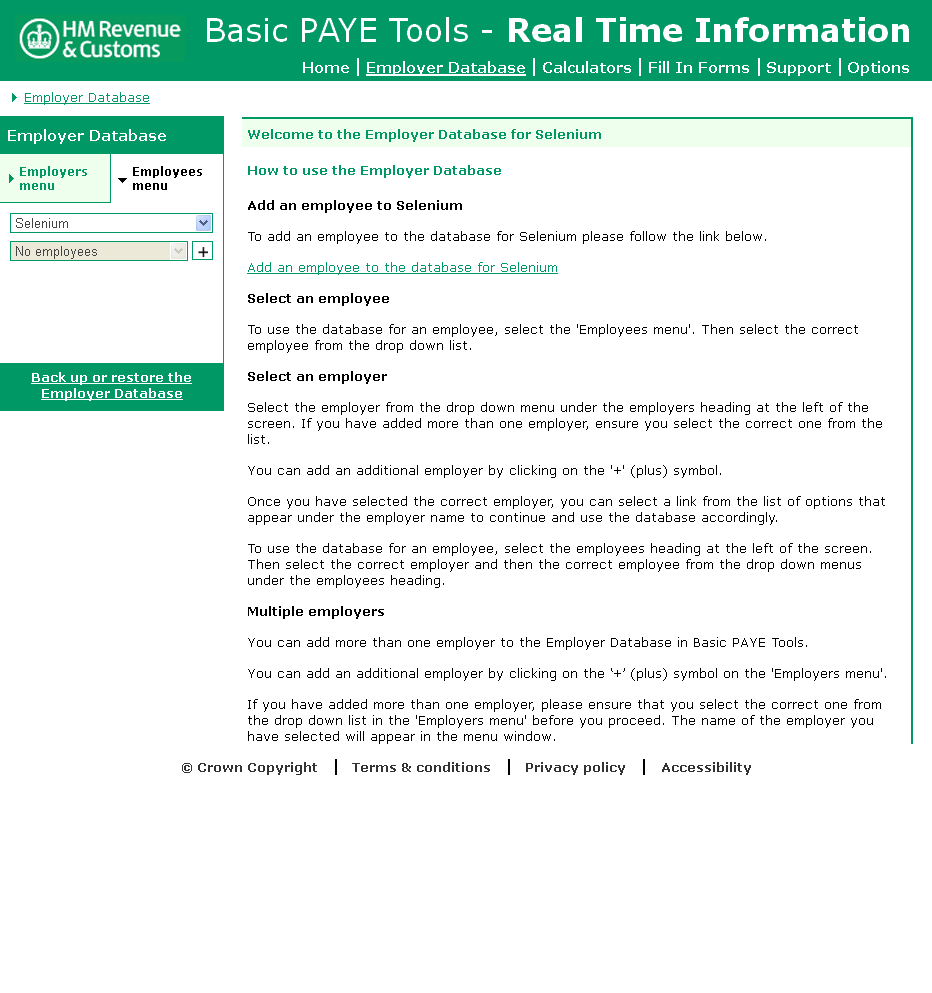 HM Revenue
& Customs
Basic PAYE Tools - Real Time Information
Home | Employer Database | Calculators | Fill In Forms | Support | Options
Employer Database
Employer Database
Employers
menu
Employees
menu
Selenium
No employees
+
Back up or restore the
Employer Database
Welcome to the Employer Database for Selenium
How to use the Employer Database
Add an employee to Selenium
To add an employee to the database for Selenium please follow the link below.
Add an employee to the database for Selenium
Select an employee
To use the database for an employee, select the 'Employees menu'. Then select the correct
employee from the drop down list.
Select an employer
Select the employer from the drop down menu under the employers heading at the left of the
screen. If you have added more than one employer, ensure you select the correct one from the
list.
You can add an additional employer by clicking on the '+' (plus) symbol.
Once you have selected the correct employer, you can select a link from the list of options that
appear under the employer name to continue and use the database accordingly.
To use the database for an employee, select the employees heading at the left of the screen.
Then select the correct employer and then the correct employee from the drop down menus
under the employees heading.
Multiple employers
You can add more than one employer to the Employer Database in Basic PAYE Tools.
You can add an additional employer by clicking on the ‘+’ (plus) symbol on the 'Employers menu'.
If you have added more than one employer, please ensure that you select the correct one from
the drop down list in the 'Employers menu' before you proceed. The name of the employer you
have selected will appear in the menu window.
© Crown Copyright | Terms & conditions | Privacy policy | Accessibility